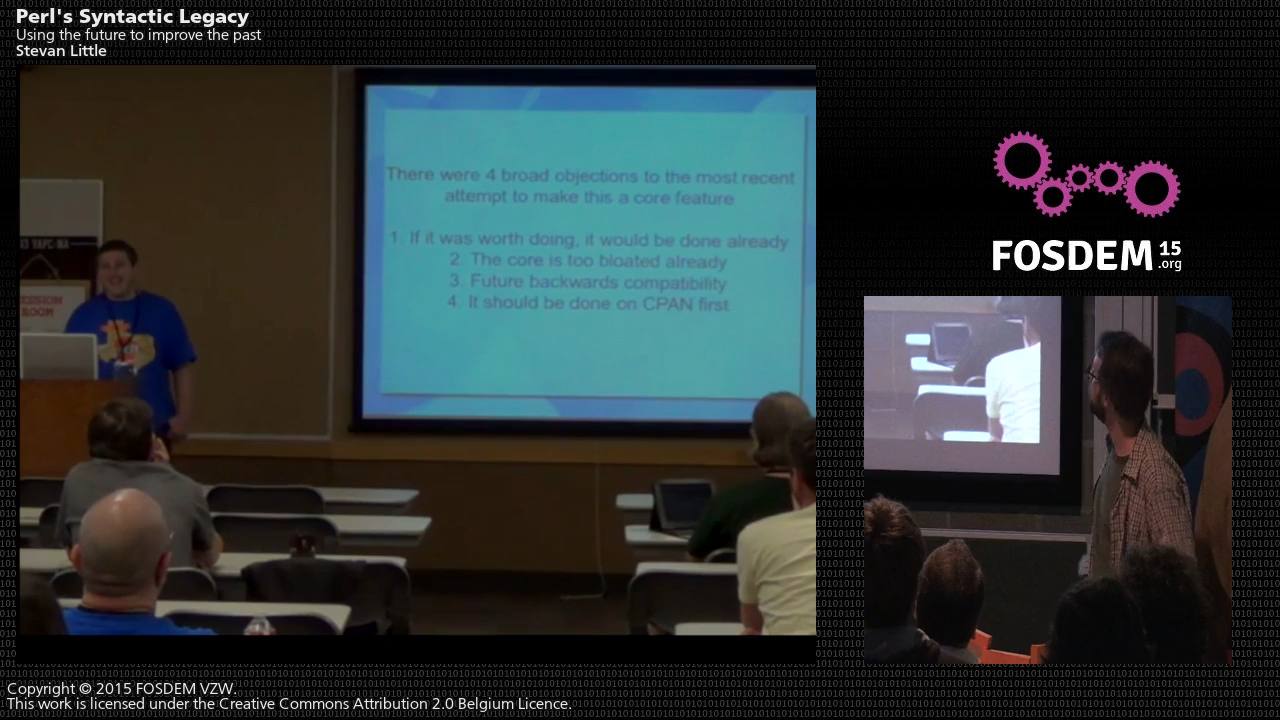 Perl's Syntactic Legacy
Using the future to improve the past
Stevan Little
There were 4 broad objections to the most recent
attempt to make this a core feature
1. If it was worth doing, it would be done already
2. The core is too bloated already
3. Future backwards compatibility
4. It should be done on CPAN first
YAPC::NA
SESSION
ROOM
FOSDEM 15
.org
Copyright © 2015 FOSDEM VZW.
This work is licensed under the Creative Commons Attribution 2.0 Belgium Licence.